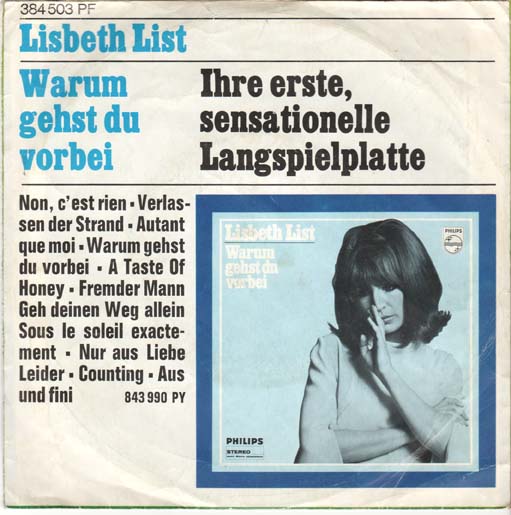 384 503 PF
Lisbeth List
Warum
gehst du
vorbei
Ihre erste,
sensationelle
Langspielplatte
Non, c'est rien ▪ Verlas-
sen der Strand ▪ Autant
que moi ▪ Warum gehst
du vorbei ▪ A Taste Of
Honey ▪ Fremder Mann
Geh deinen Weg allein
Sous le soleil exacte-
ment ▪ Nur aus Liebe
Leider ▪ Counting ▪ Aus
und fini 843 990 PY
Lisbeth List
Warum
gehst du
vorbei
PHILIPS
PHILIPS
STEREO